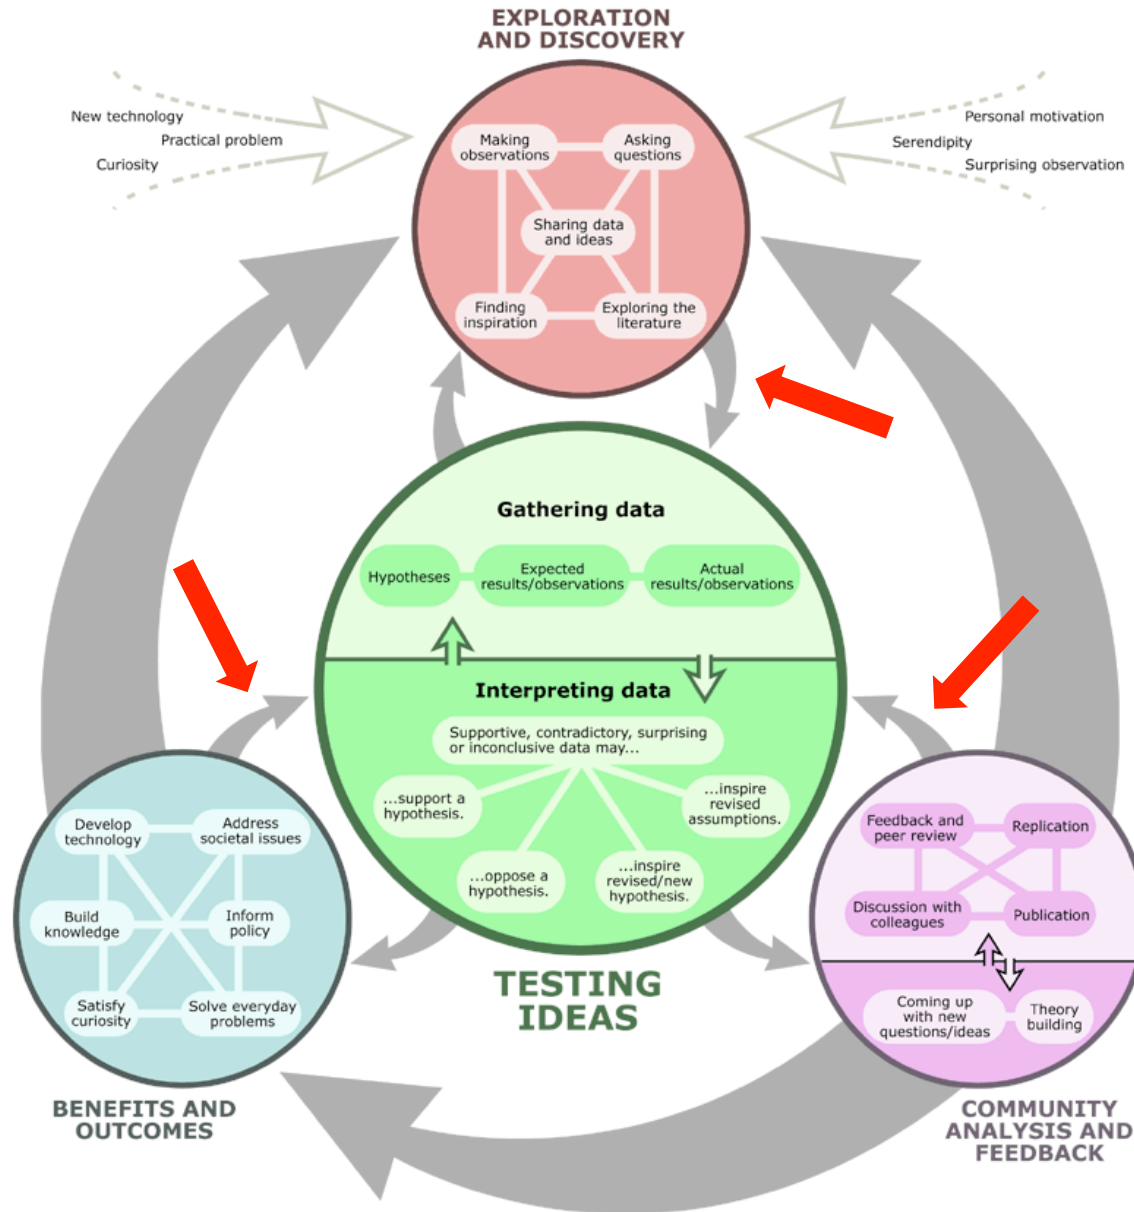 EXPLORATION
AND DISCOVERY
New technology
Practical problem
Curiosity
Personal motivation
Serendipity
Surprising observation
Making
observations
Asking
questions
Sharing data
and ideas
Finding
inspiration
Exploring the
literature
Gathering data
Hypotheses
Expected
results/observations
Actual
results/observations
Interpreting data
Supportive, contradictory, surprising
or inconclusive data may...
...support a
hypothesis.
...inspire
revised
assumptions.
...oppose a
hypothesis.
...inspire
revised/new
hypothesis.
TESTING
IDEAS
Develop
technology
Address
societal issues
Build
knowledge
Inform
policy
Satisfy
curiosity
Solve everyday
problems
BENEFITS AND
OUTCOMES
Feedback and
peer review
Replication
Discussion with
colleagues
Publication
Coming up
with new
questions/ideas
Theory
building
COMMUNITY
ANALYSIS AND
FEEDBACK